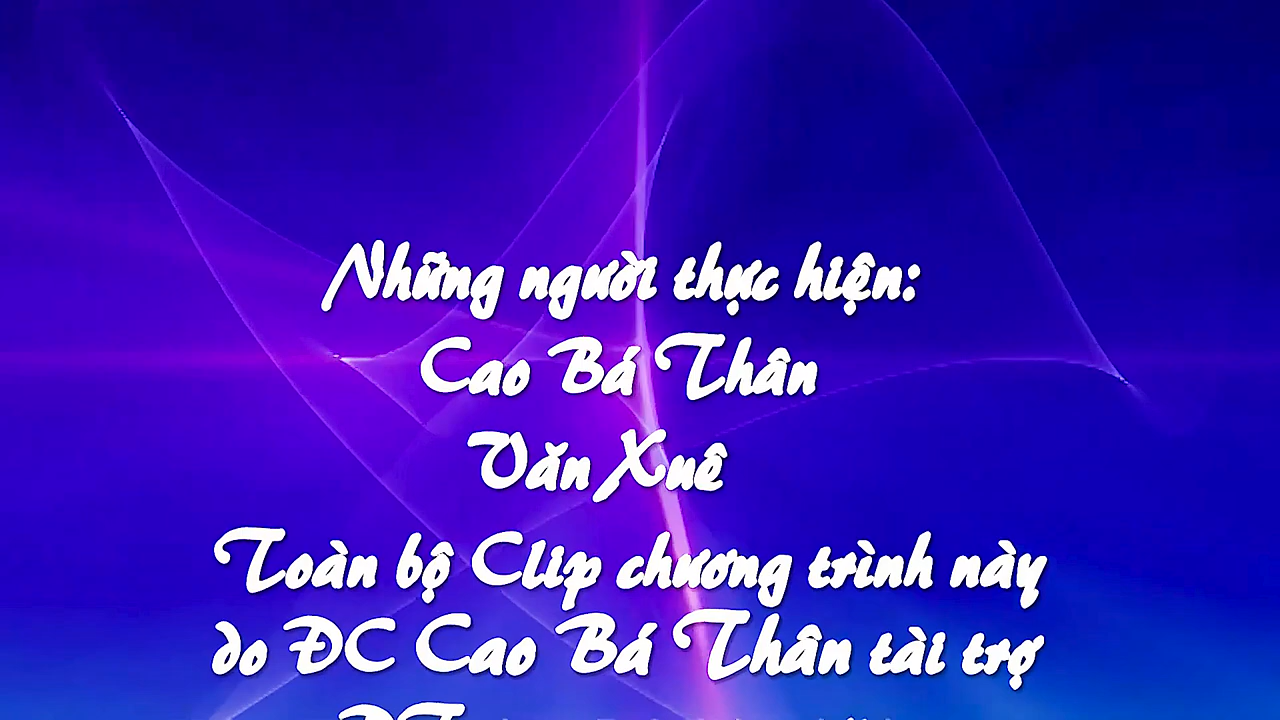 Những người thực hiện:
Cao Bá Thân
Văn Xuê
Toàn bộ Clip chương trình này
do ĐC Cao Bá Thân tài trợ